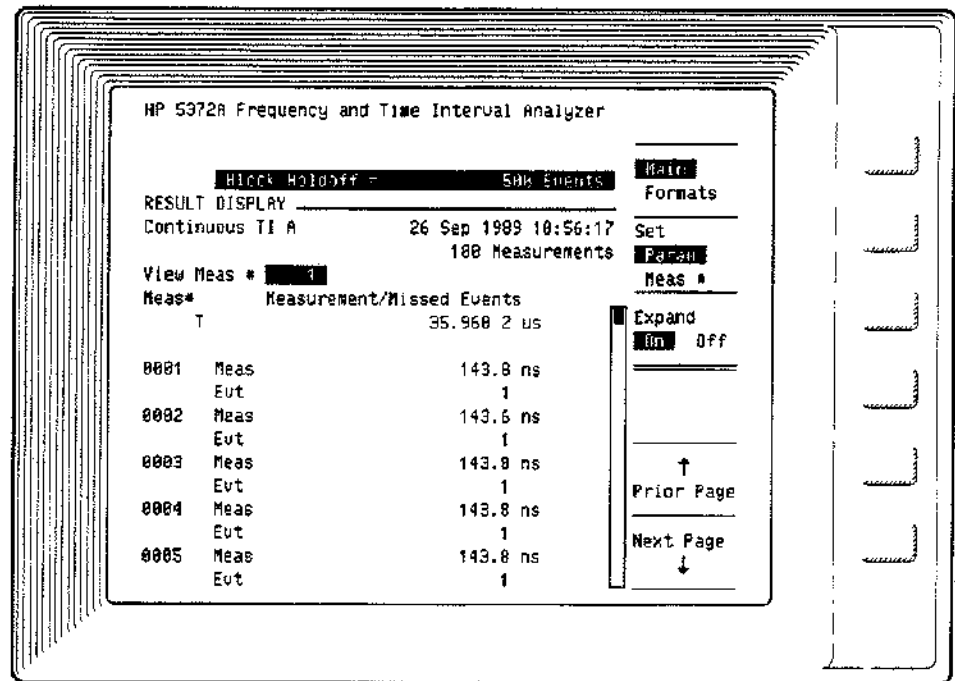 HP 5372A Frequency and Time Interval Analyzer
Block Holdoff = 50K Events
RESULT DISPLAY
Continuous TI A 26 Sep 1989 10:56:17
100 Measurements
View Meas # 1
Meas# Measurement/Missed Events
T 35.960 2 us
0001 Meas 143.8 ns
Evt 1
0002 Meas 143.6 ns
Evt 1
0003 Meas 143.8 ns
Evt 1
0004 Meas 143.8 ns
Evt 1
0005 Meas 143.8 ns
Evt 1
Main
Formats
Set
Param
Meas #
Expand
On Off
↑
Prior Page
Next Page
↓